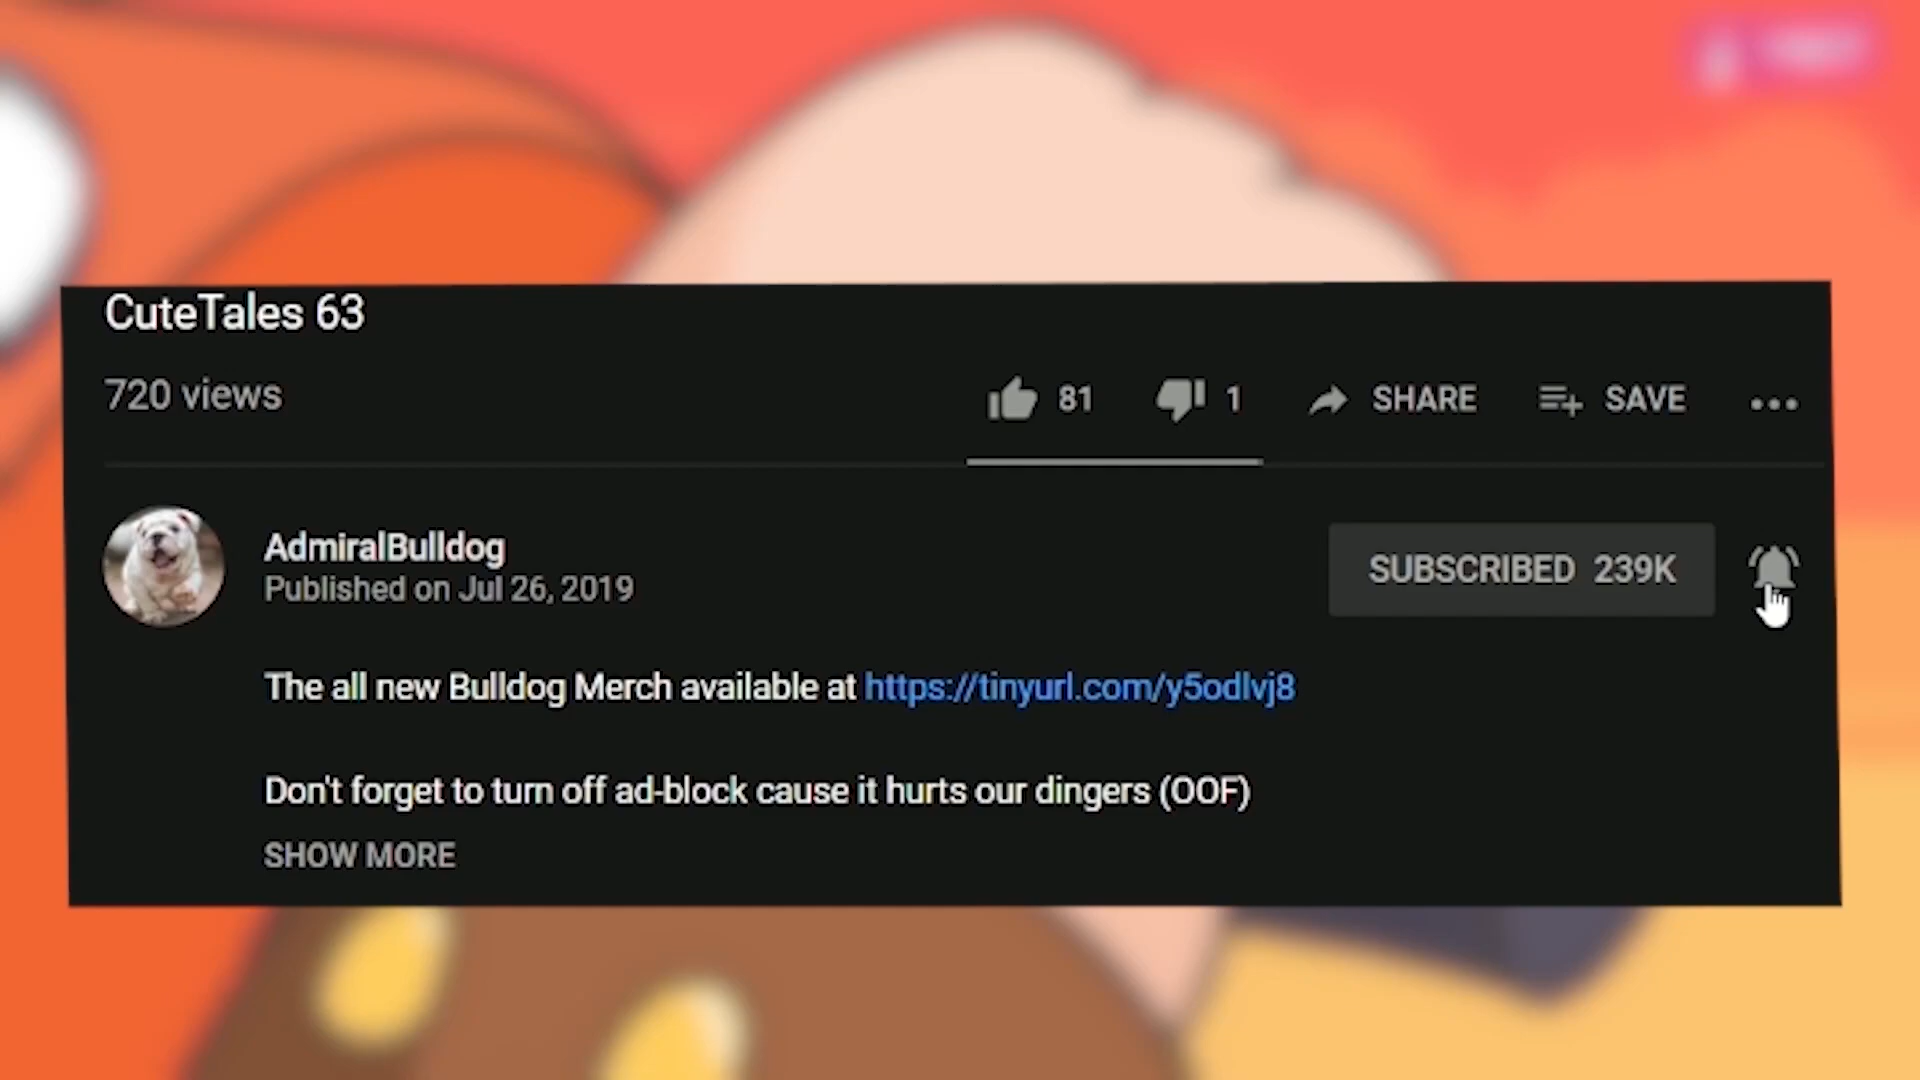 CuteTales 63
720 views
81 1 SHARE SAVE
AdmiralBulldog
Published on Jul 26, 2019
SUBSCRIBED 239K
The all new Bulldog Merch available at https://tinyurl.com/y5odlvj8
Don't forget to turn off ad-block cause it hurts our dingers (OOF)
SHOW MORE